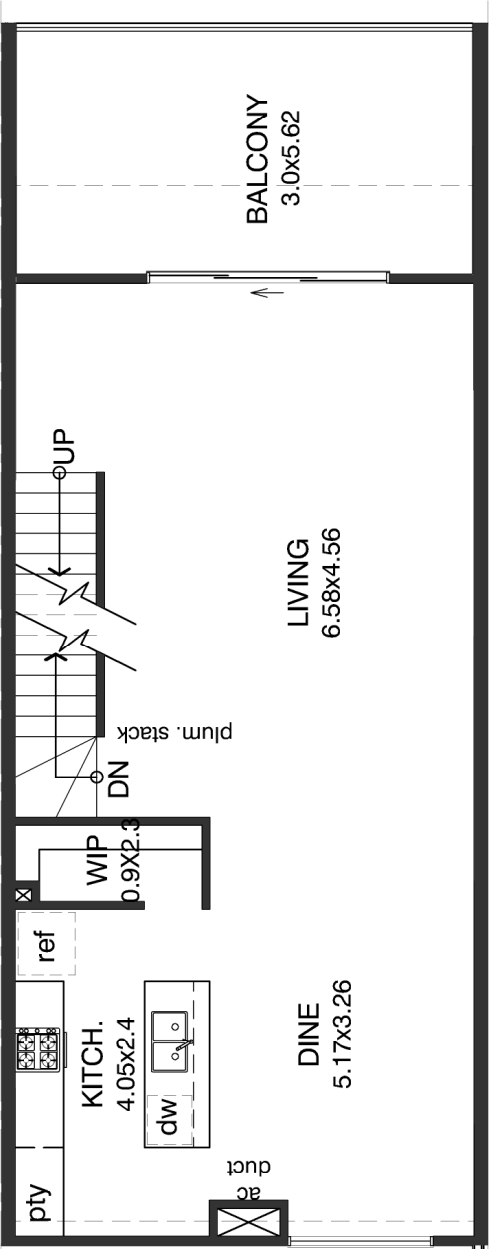 BALCONY
3.0x5.62
UP
LIVING
6.58x4.56
plum. stack
DN
WIP
0.9X2.3
ref
KITCH.
4.05x2.4
DINE
5.17x3.26
dw
pty
ac
duct